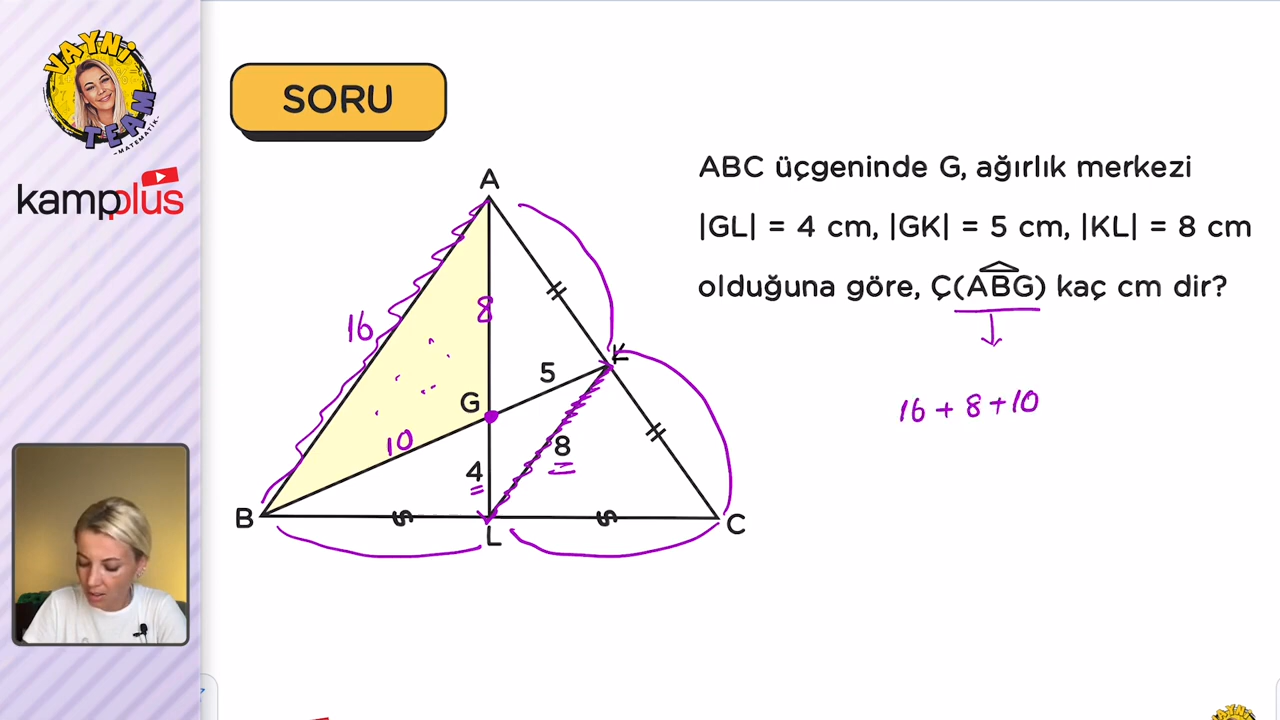 VAYNİ
TEAM
-MATEMATİK-
kampplus
SORU
ABC üçgeninde G, ağırlık merkezi
|GL| = 4 cm, |GK| = 5 cm, |KL| = 8 cm
olduğuna göre, Ç(ABG) kaç cm dir?
16 + 8 + 10
A
16
8
K
5
G
10
8
4
B
L
C